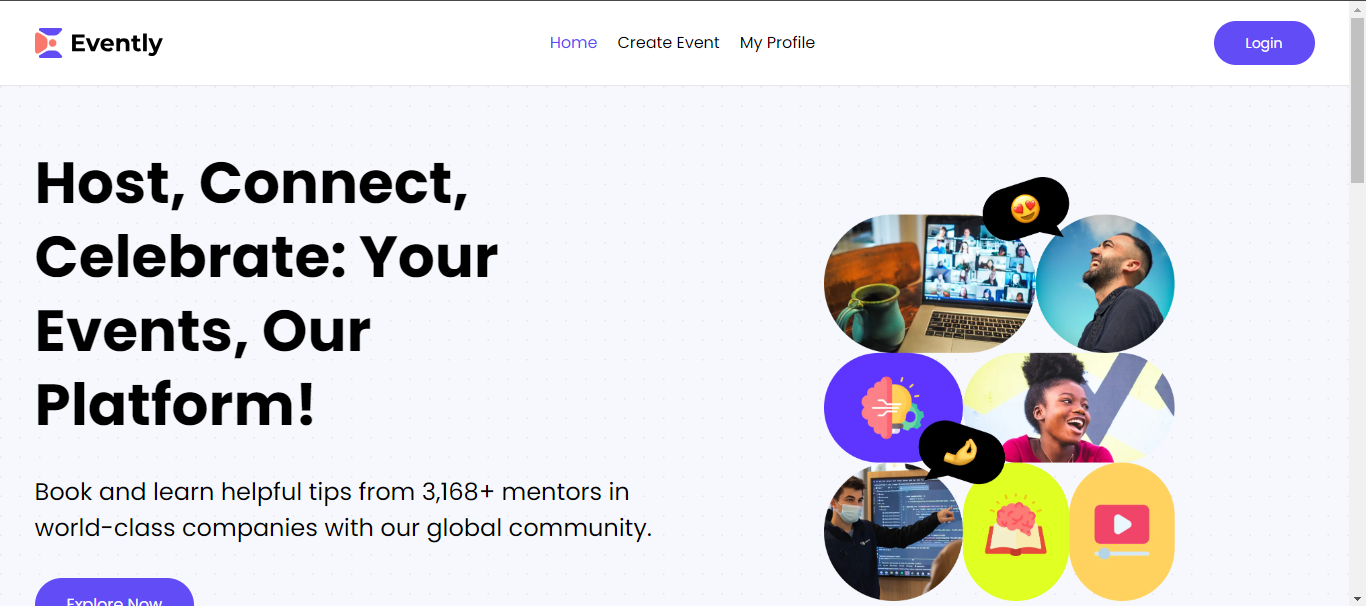 Evently
Home Create Event My Profile
Login
Host, Connect,
Celebrate: Your
Events, Our
Platform!
Book and learn helpful tips from 3,168+ mentors in
world-class companies with our global community.
Explore Now